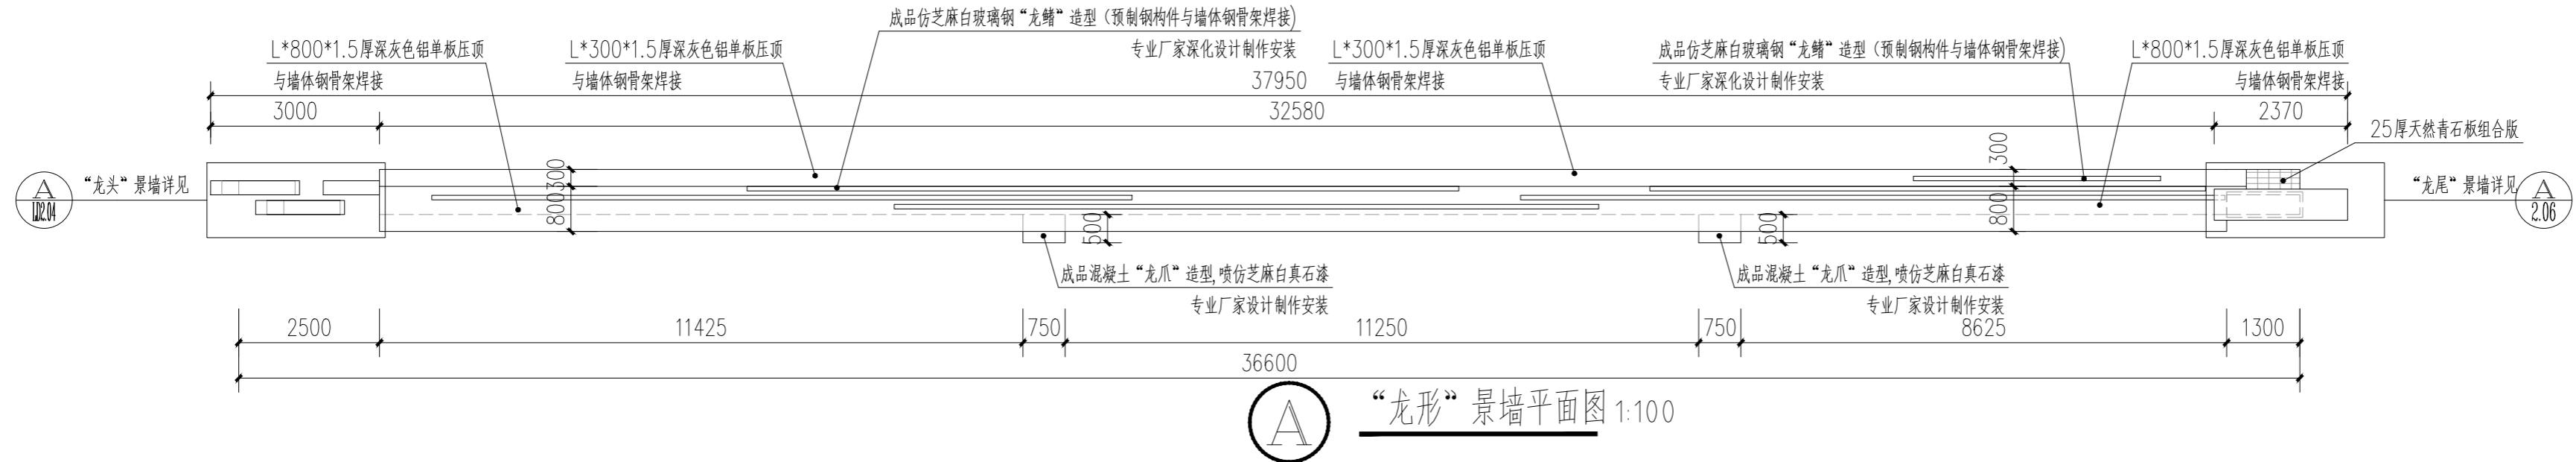 成品仿芝麻白玻璃钢“龙鳍”造型（预制钢构件与墙体钢骨架焊接）
专业厂家深化设计制作安装
L*800*1.5厚深灰色铝单板压顶
与墙体钢骨架焊接
L*300*1.5厚深灰色铝单板压顶
与墙体钢骨架焊接
L*300*1.5厚深灰色铝单板压顶
与墙体钢骨架焊接
成品仿芝麻白玻璃钢“龙鳍”造型（预制钢构件与墙体钢骨架焊接）
专业厂家深化设计制作安装
L*800*1.5厚深灰色铝单板压顶
与墙体钢骨架焊接
37950
3000
32580
2370
25厚天然青石板组合版
A
LD2.04
“龙头”景墙详见
300
800
500
500
300
800
“龙尾”景墙详见
A
2.06
成品混凝土“龙爪”造型,喷仿芝麻白真石漆
专业厂家设计制作安装
成品混凝土“龙爪”造型,喷仿芝麻白真石漆
专业厂家设计制作安装
2500
11425
750
11250
750
8625
1300
36600
A
“龙形”景墙平面图 1:100